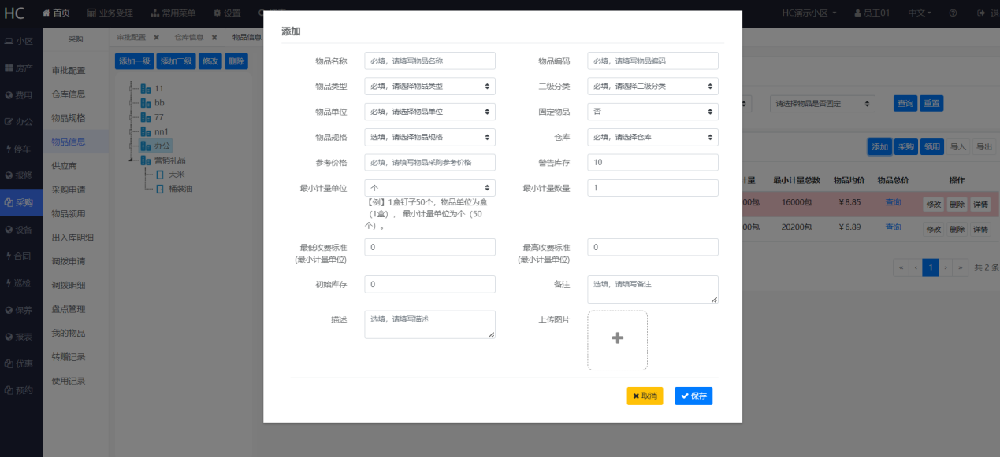 HC 首页 业务受理 常用菜单 设置 HC演示小区 员工01 中文
小区
房产
费用
办公
停车
报修
采购
设备
合同
巡检
保养
报表
优惠
预约
采购
审批配置
仓库信息
物品规格
物品信息
供应商
采购申请
物品领用
出入库明细
调拨申请
调拨明细
盘点管理
我的物品
转赠记录
使用记录
审批配置 仓库信息 物品信息
添加一级 添加二级 修改 删除
11
bb
77
nn1
办公
营销礼品
大米
桶装油
添加
物品名称 必填，请填写物品名称 物品编码 必填，请填写物品编码
物品类型 必填，请选择物品类型 二级分类 必填，请选择二级分类
物品单位 必填，请选择物品单位 固定物品 否
物品规格 选填，请选择物品规格 仓库 必填，请选择仓库
参考价格 必填，请填写物品采购参考价格 警告库存 10
最小计量单位 个 最小计量数量 1
【例】1盒钉子50个，物品单位为盒
（1盒），最小计量单位为个（50
个）。
最低收费标准 0 最高收费标准 0
(最小计量单位) (最小计量单位)
初始库存 0 备注 选填，请填写备注
描述 选填，请填写描述 上传图片
取消 保存
请选择物品是否固定 查询 重置
添加 采购 领用 导入 导出
计量 最小计量总数 物品均价 物品总价 操作
00包 16000包 ¥8.85 查询 修改 删除 详情
00包 20200包 ¥6.89 查询 修改 删除 详情
« ‹ 1 › » 共 2 条